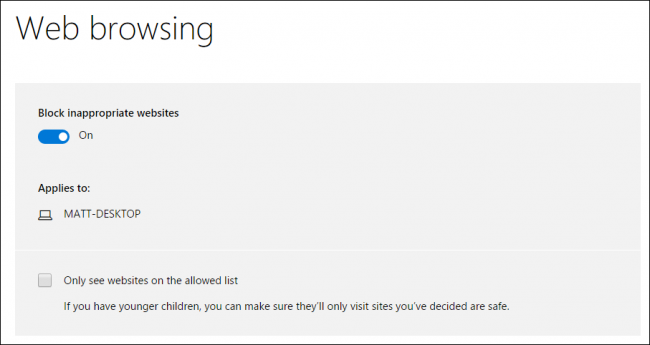 Web browsing
Block inappropriate websites
On
Applies to:
MATT-DESKTOP
Only see websites on the allowed list
If you have younger children, you can make sure they'll only visit sites you've decided are safe.